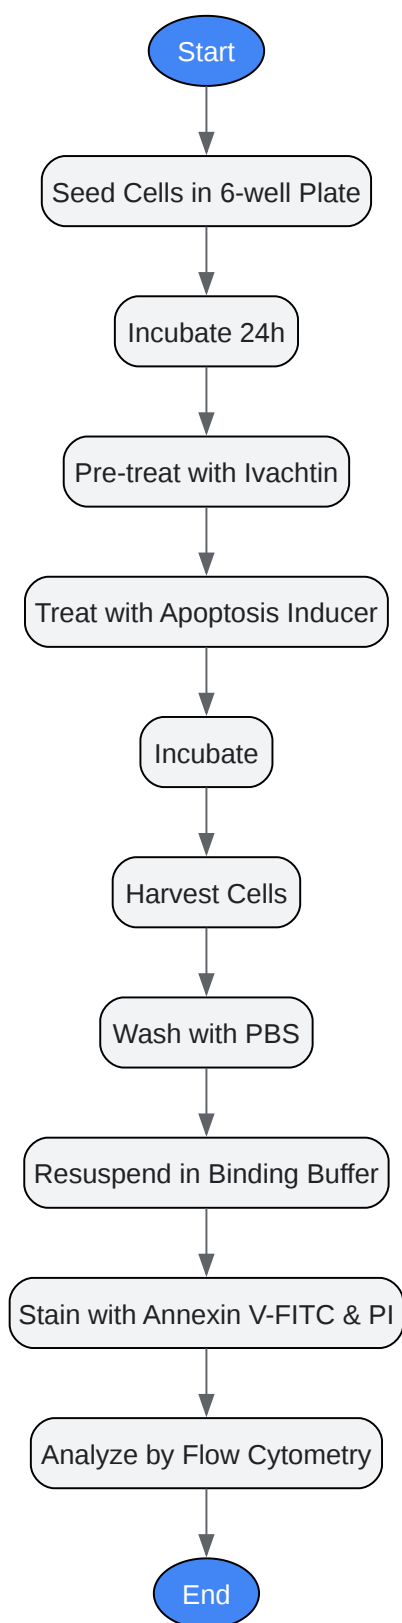 Start
Seed Cells in 6-well Plate
Incubate 24h
Pre-treat with Ivachtin
Treat with Apoptosis Inducer
Incubate
Harvest Cells
Wash with PBS
Resuspend in Binding Buffer
Stain with Annexin V-FITC & PI
Analyze by Flow Cytometry
End